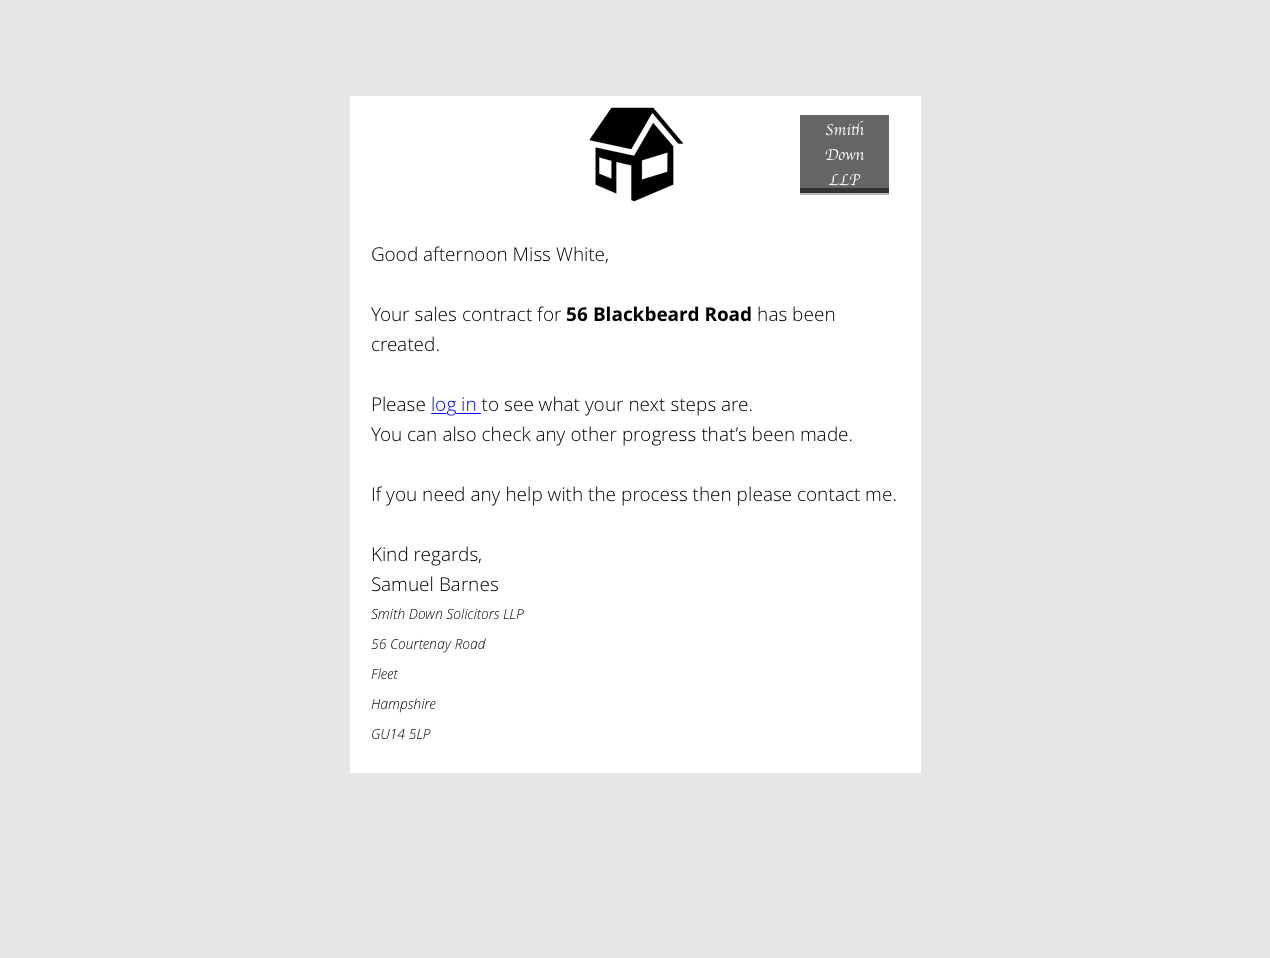 Smith
Down
LLP
Good afternoon Miss White,
Your sales contract for 56 Blackbeard Road has been
created.
Please log in to see what your next steps are.
You can also check any other progress that’s been made.
If you need any help with the process then please contact me.
Kind regards,
Samuel Barnes
Smith Down Solicitors LLP
56 Courtenay Road
Fleet
Hampshire
GU14 5LP